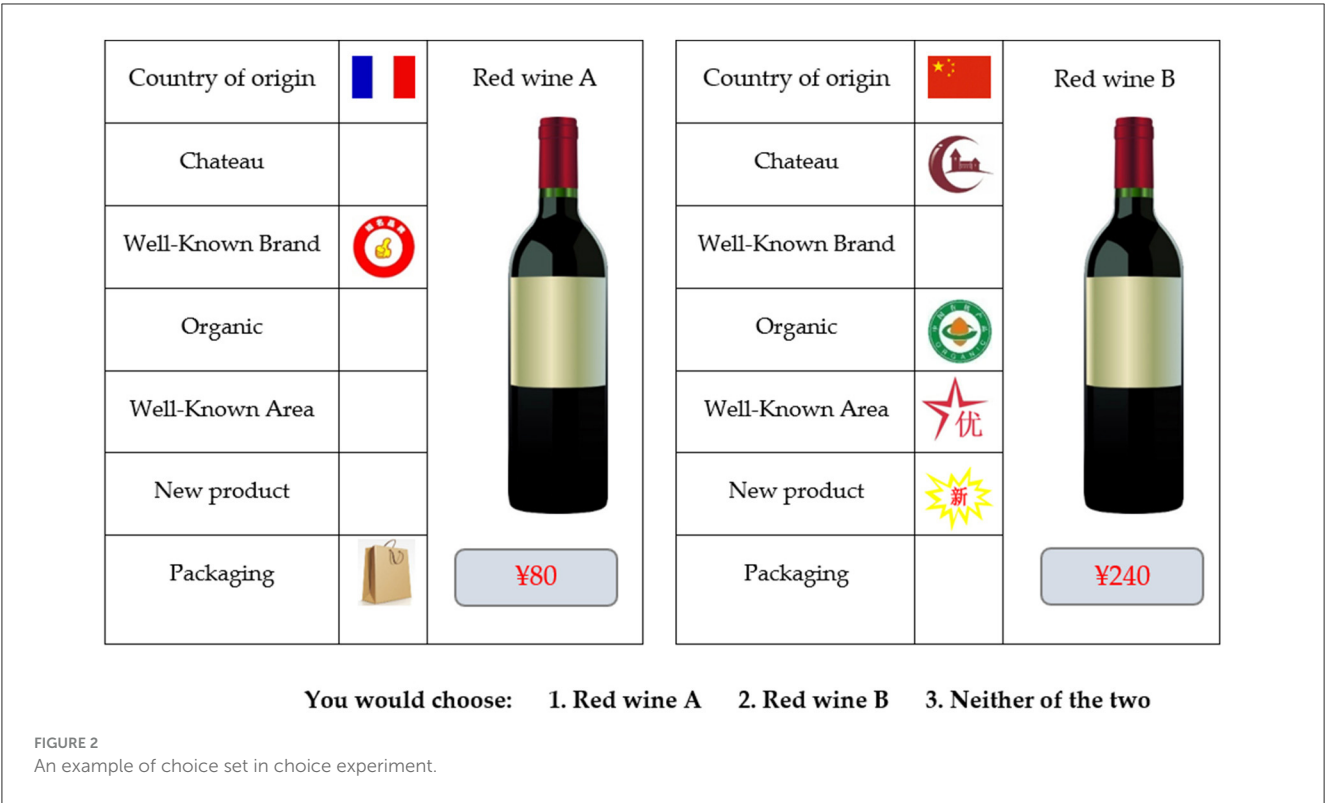 Country of origin
Red wine A
Chateau
Well-Known Brand
Organic
Well-Known Area
New product
Packaging
¥80
Country of origin
Red wine B
Chateau
Well-Known Brand
Organic
ORGANIC
Well-Known Area
优
New product
新
Packaging
¥240
You would choose: 1. Red wine A 2. Red wine B 3. Neither of the two
FIGURE 2
An example of choice set in choice experiment.